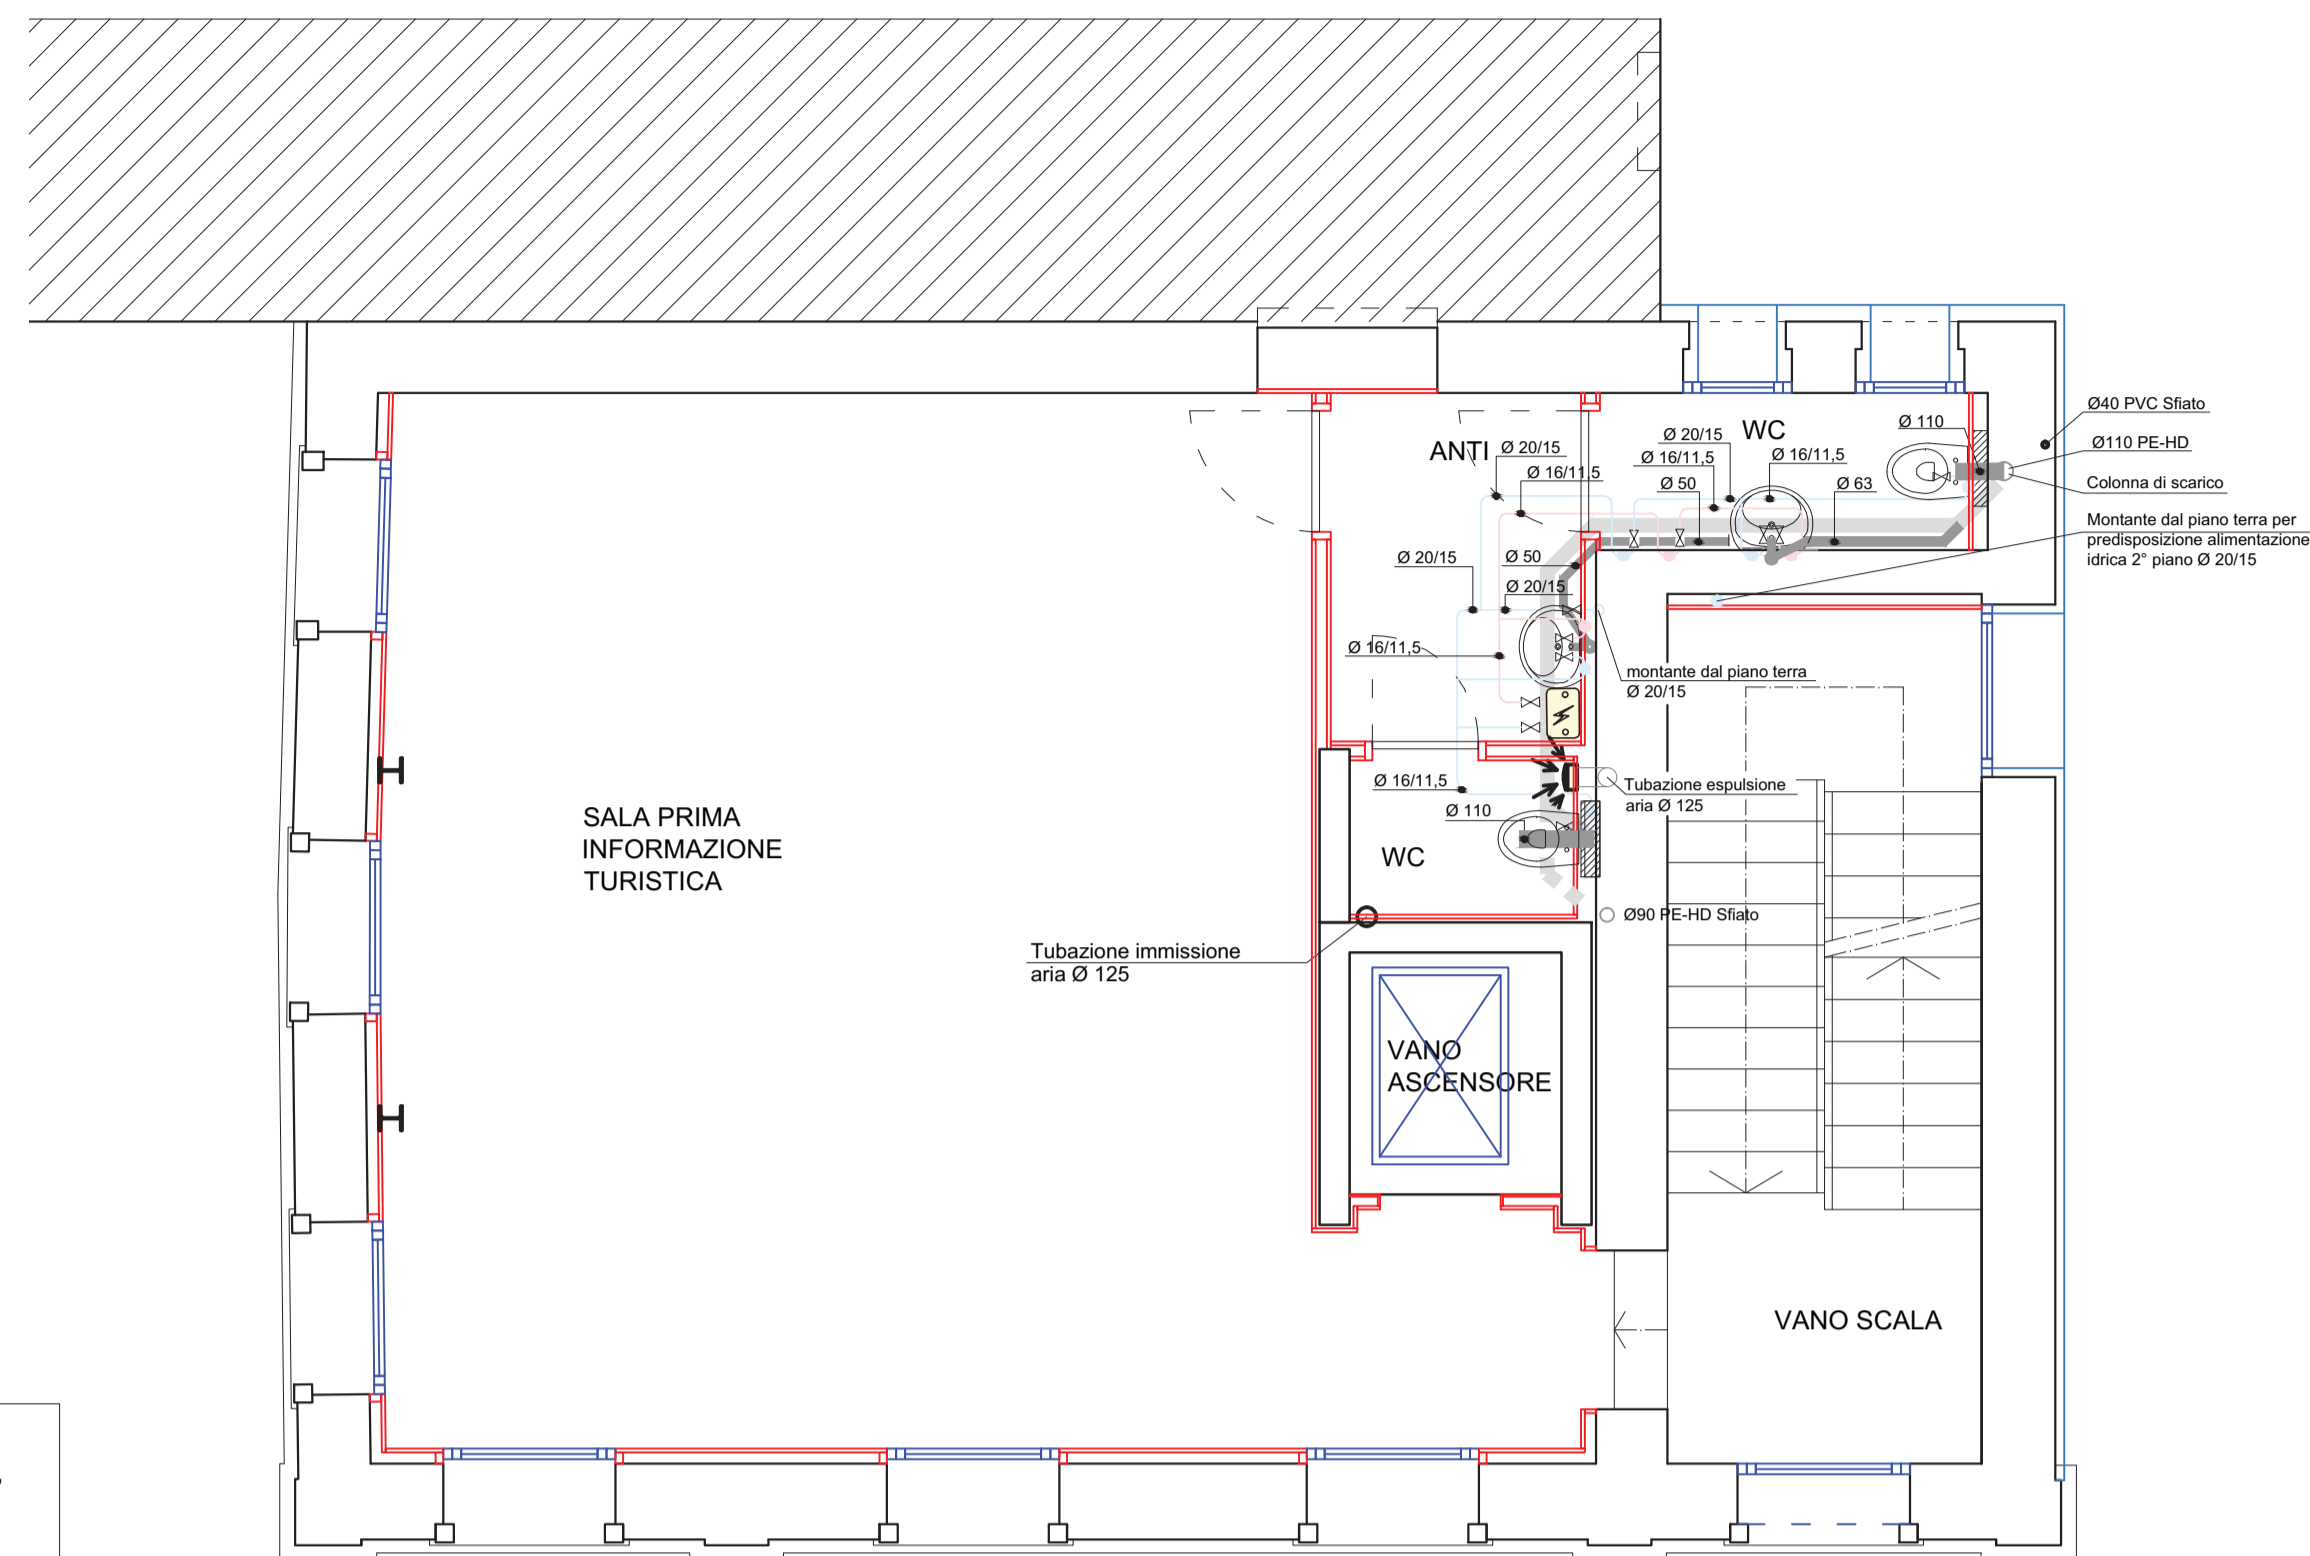 Ø40 PVC Sfiato
Ø110 PE-HD
Colonna di scarico
Montante dal piano terra per
predisposizione alimentazione
idrica 2° piano Ø 20/15
WC
Ø 110
Ø 20/15
Ø 16/11,5
Ø 16/11,5
Ø 50
Ø 63
ANTI
Ø 20/15
Ø 16/11,5
Ø 20/15
Ø 50
Ø 20/15
Ø 16/11,5
montante dal piano terra
Ø 20/15
Ø 16/11,5
Ø 110
Tubazione espulsione
aria Ø 125
WC
Ø90 PE-HD Sfiato
SALA PRIMA
INFORMAZIONE
TURISTICA
Tubazione immissione
aria Ø 125
VANO
ASCENSORE
VANO SCALA